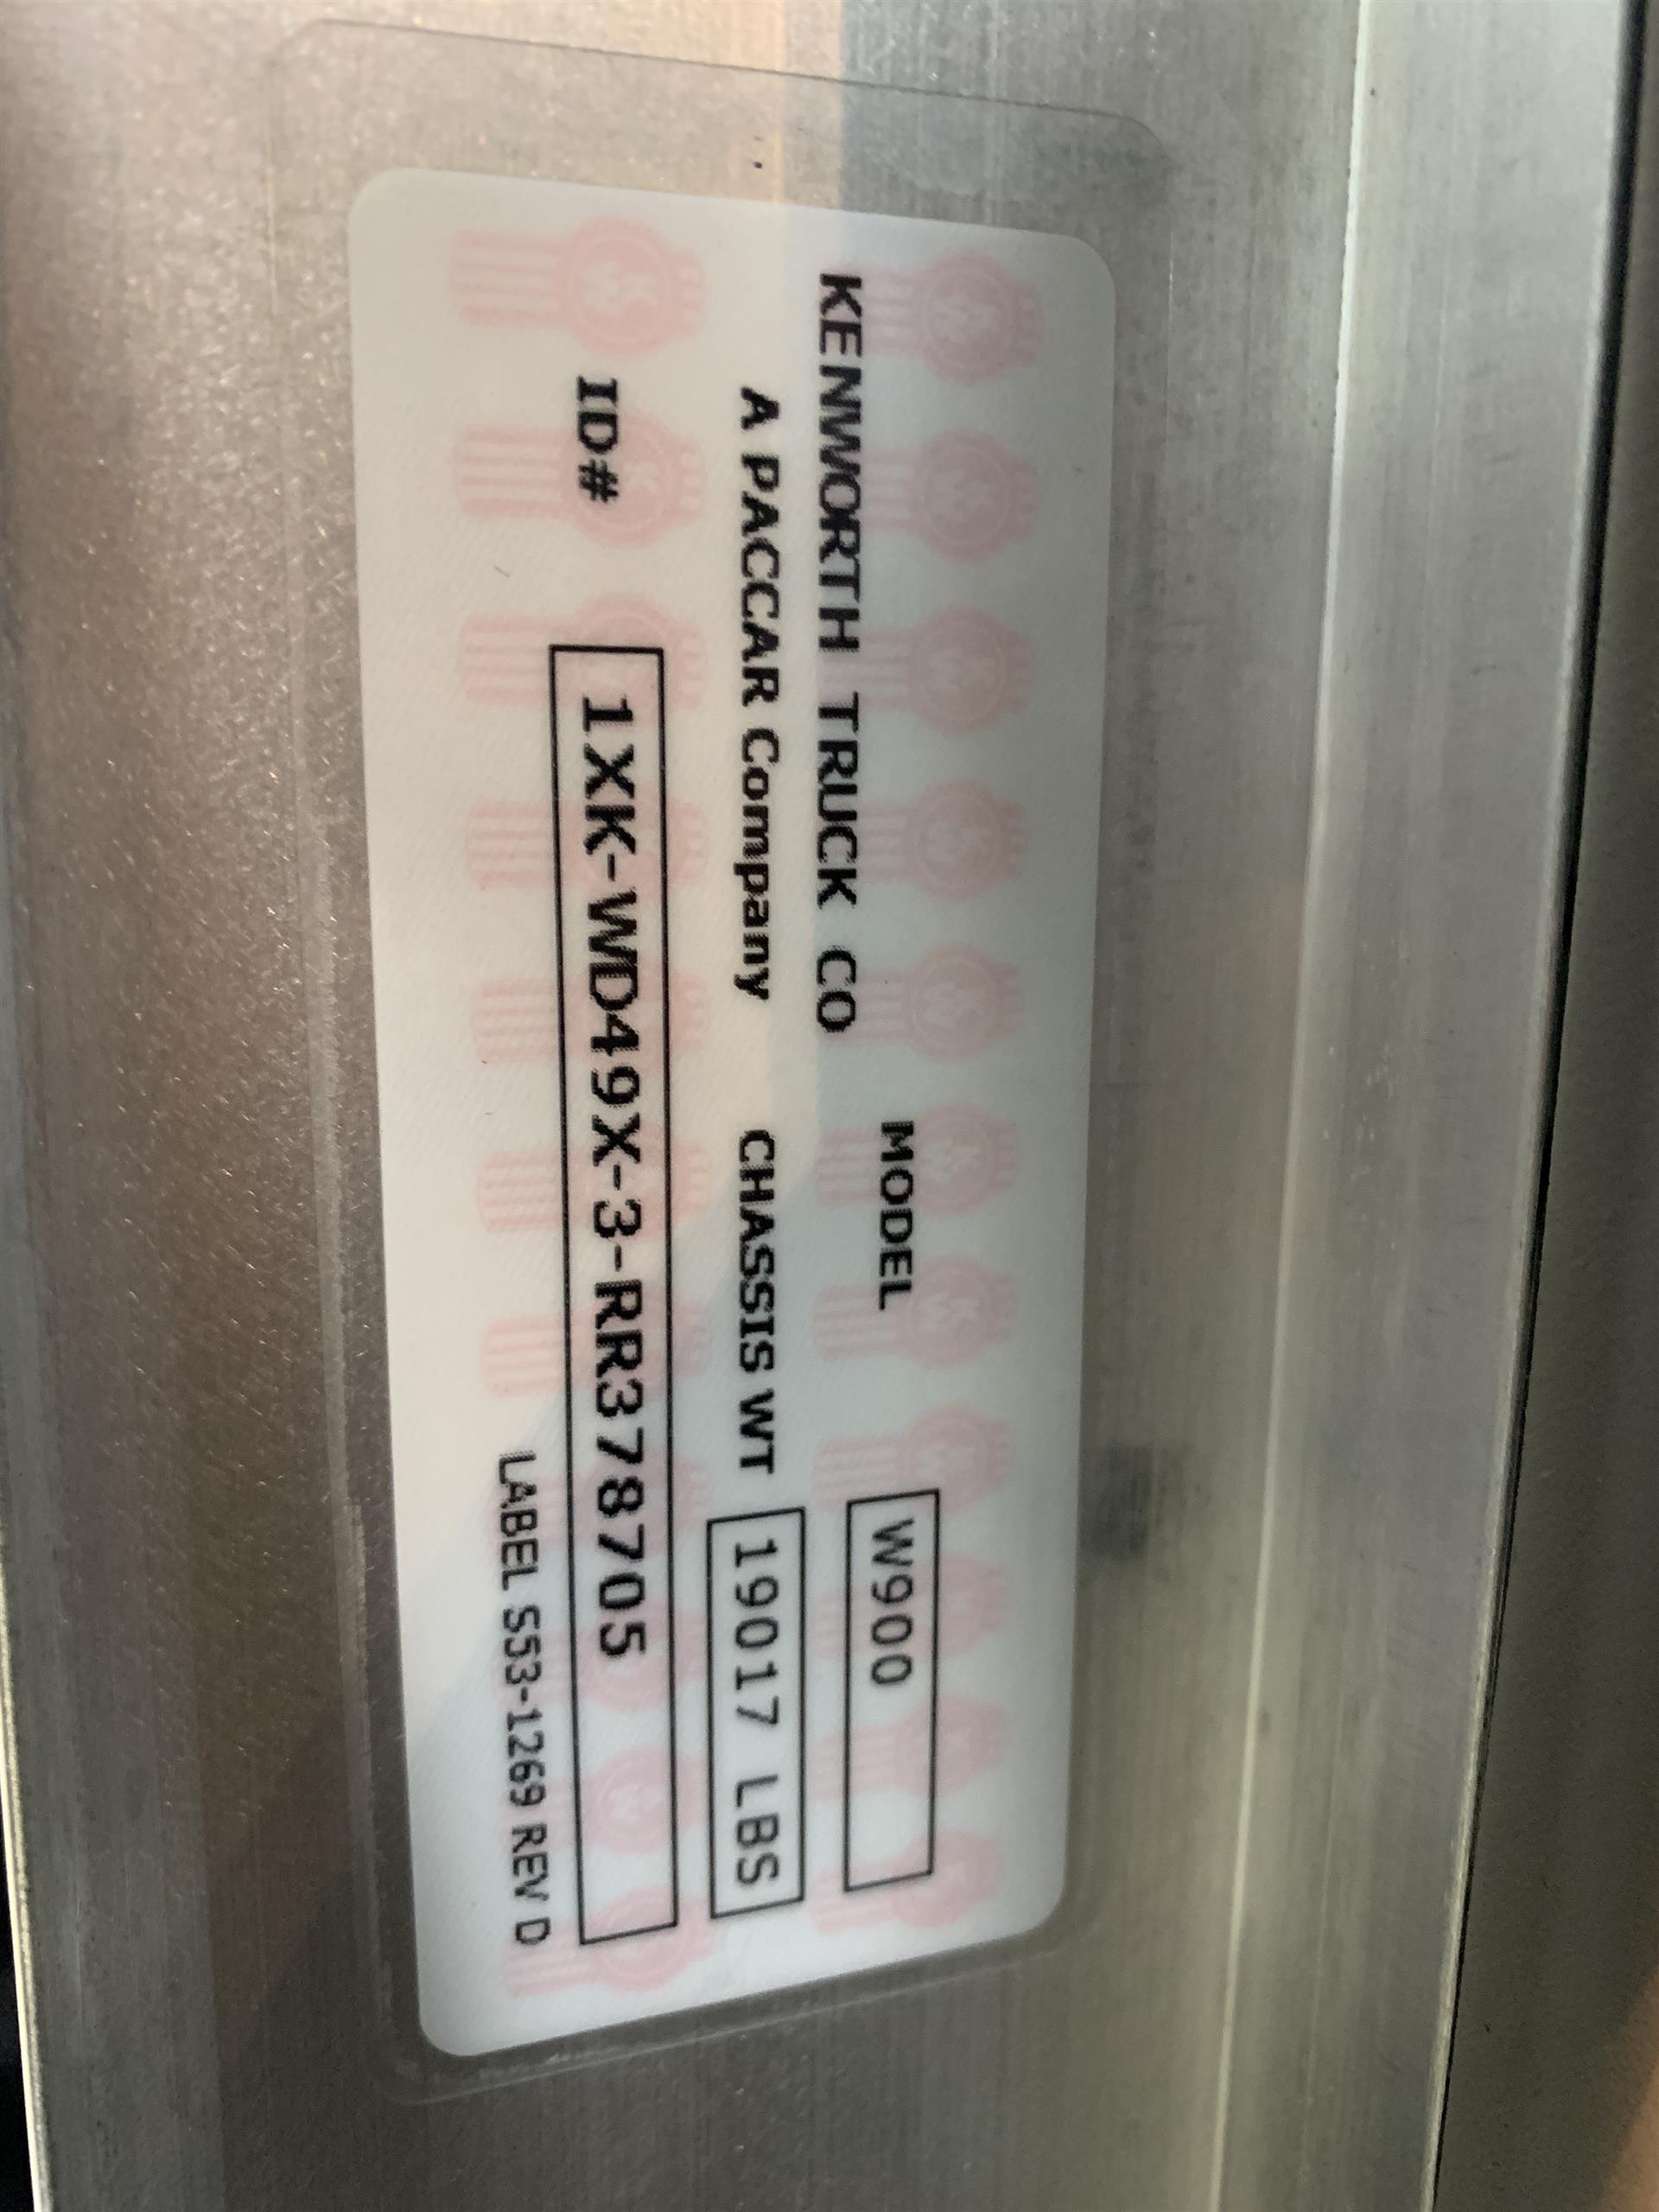 MODEL W900
KENWORTH TRUCK CO
A PACCAR Company CHASSIS WT 19017 LBS
ID# 1XK-WD49X-3-RR378705
LABEL S53-1269 REV D